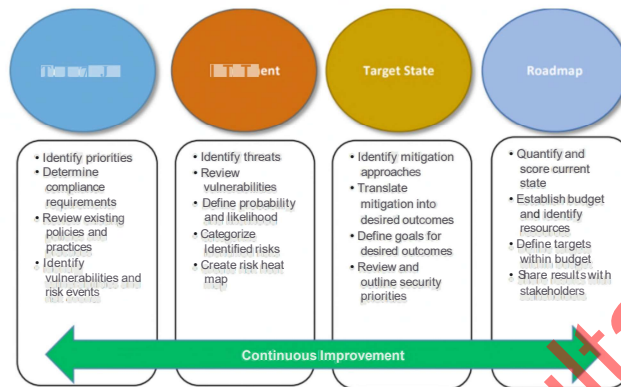 Target State
Roadmap
• Identify priorities
• Determine
compliance
requirements
• Review existing
policies and
practices
• Identify
vulnerabilities and
risk events
• Identify threats
• Review
vulnerabilities
• Define probability
and likelihood
• Categorize
Identified risks
• Create risk heat
map
• Identify mitigation
approaches
• Translate
mitigation into
desired outcomes
• Define goals for
desired outcomes
• Review and
outline security
priorities
• Quantify and
score current
state
• Establish budget
and identify
resources
• Define targets
within budget
• Share results with
stakeholders
Continuous Improvement